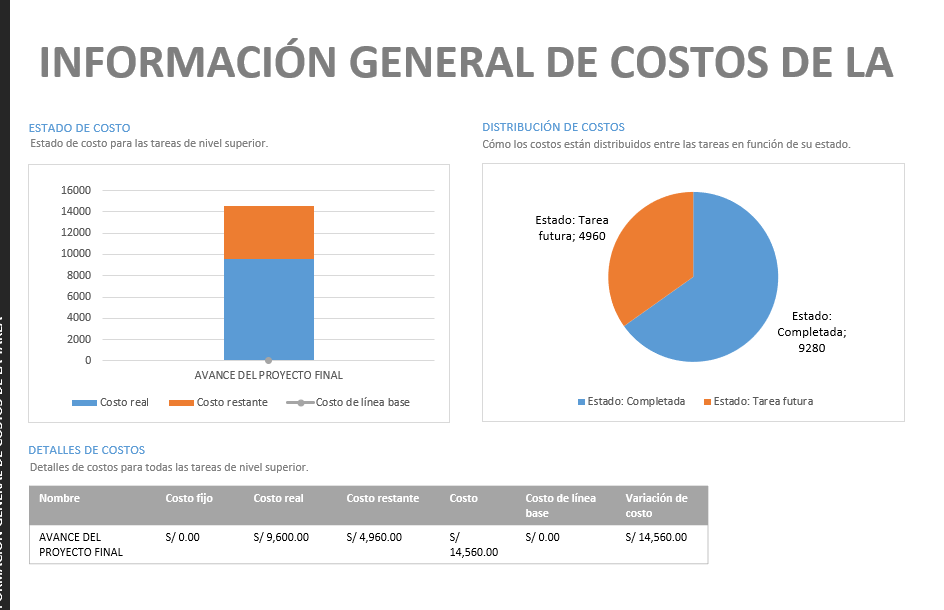 INFORMACIÓN GENERAL DE COSTOS DE LA
ESTADO DE COSTO
Estado de costo para las tareas de nivel superior.
16000
14000
12000
10000
8000
6000
4000
2000
0
AVANCE DEL PROYECTO FINAL
Costo real
Costo restante
Costo de línea base
DISTRIBUCIÓN DE COSTOS
Cómo los costos están distribuidos entre las tareas en función de su estado.
Estado: Tarea
futura; 4960
Estado:
Completada;
9280
Estado: Completada
Estado: Tarea futura
DETALLES DE COSTOS
Detalles de costos para todas las tareas de nivel superior.
Nombre Costo fijo Costo real Costo restante Costo Costo de línea Variación de
base costo
AVANCE DEL S/ 0.00 S/ 9,600.00 S/ 4,960.00 S/ S/ 0.00 S/ 14,560.00
PROYECTO FINAL 14,560.00